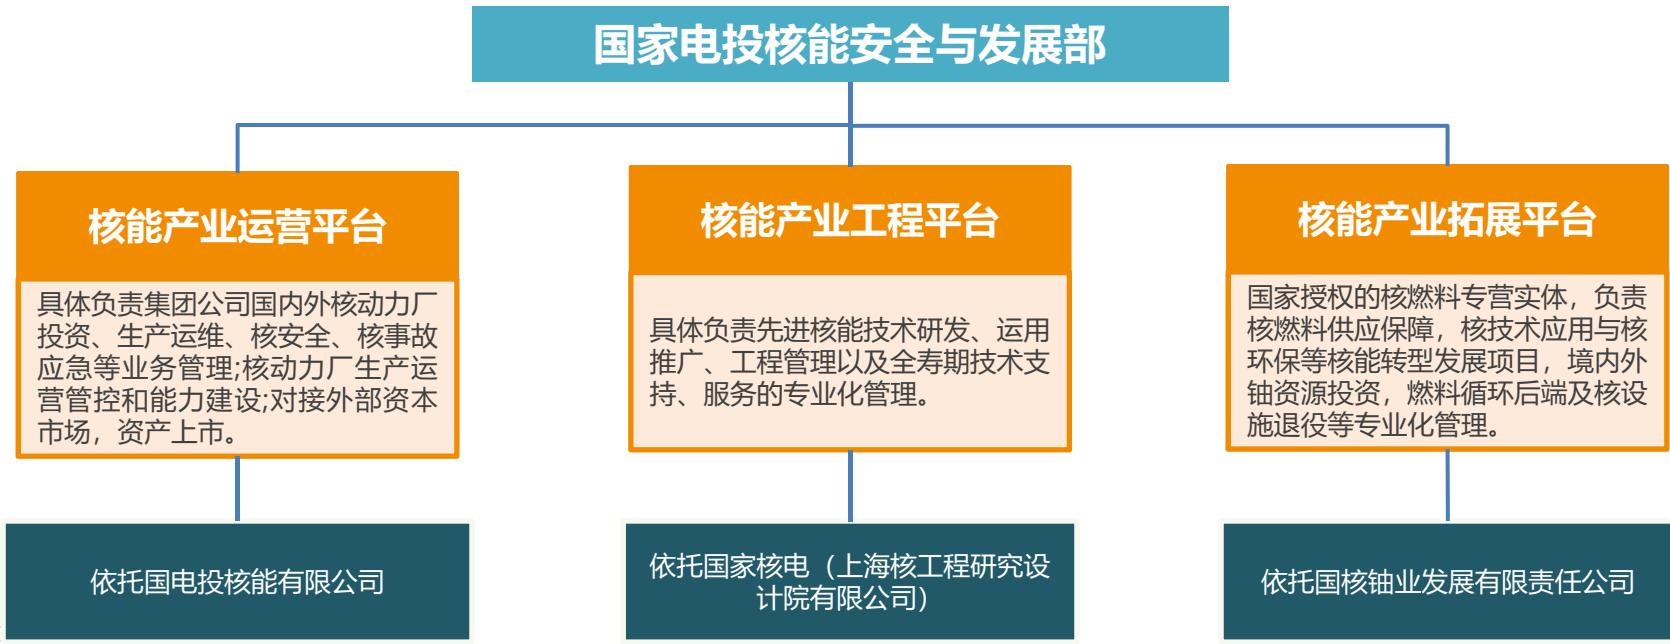 国家电投核能安全与发展部
核能产业运营平台
具体负责集团公司国内外核动力厂
投资、生产运维、核安全、核事故
应急等业务管理;核动力厂生产运
营管控和能力建设;对接外部资本
市场，资产上市。
依托国电投核能有限公司
核能产业工程平台
具体负责先进核能技术研发、运用
推广、工程管理以及全寿期技术支
持、服务的专业化管理。
依托国家核电（上海核工程研究设
计院有限公司）
核能产业拓展平台
国家授权的核燃料专营实体，负责
核燃料供应保障，核技术应用与核
环保等核能转型发展项目，境内外
铀资源投资，燃料循环后端及核设
施退役等专业化管理。
依托国核铀业发展有限责任公司